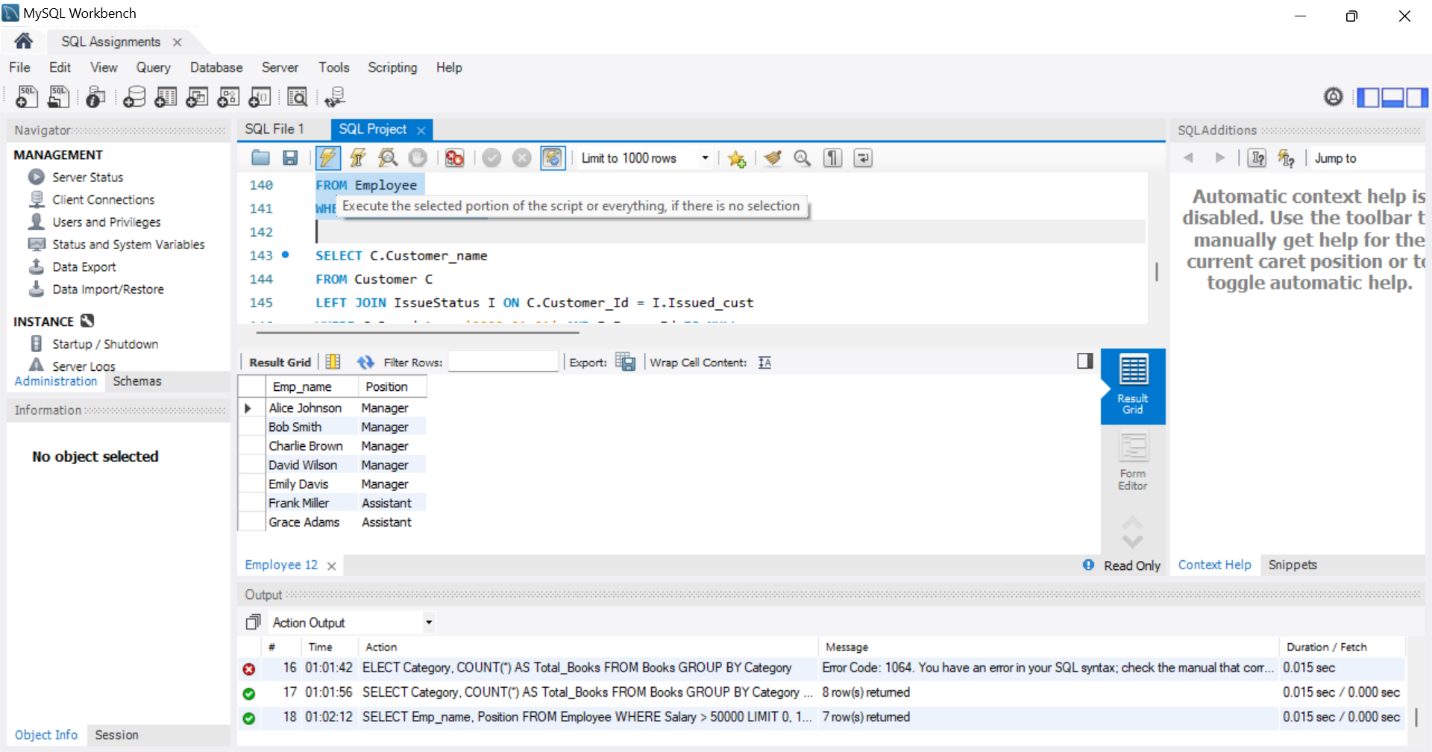 MySQL Workbench
SQL Assignments
File Edit View Query Database Server Tools Scripting Help
Navigator
MANAGEMENT
Server Status
Client Connections
Users and Privileges
Status and System Variables
Data Export
Data Import/Restore
INSTANCE
Startup / Shutdown
Server Logs
Administration Schemas
Information
No object selected
Object Info Session
SQL File 1 SQL Project
Limit to 1000 rows
140 FROM Employee
141 WHE
Execute the selected portion of the script or everything, if there is no selection
142
143 SELECT C.Customer_name
144 FROM Customer C
145 LEFT JOIN IssueStatus I ON C.Customer_Id = I.Issued_cust
Result Grid Filter Rows: Export: Wrap Cell Content:
Emp_name Position
Alice Johnson Manager
Bob Smith Manager
Charlie Brown Manager
David Wilson Manager
Emily Davis Manager
Frank Miller Assistant
Grace Adams Assistant
Result
Grid
Form
Editor
Employee 12 Read Only
SQLAdditions
Jump to
Automatic context help is
disabled. Use the toolbar t
manually get help for the
current caret position or to
toggle automatic help.
Context Help Snippets
Output
Action Output
# Time Action Message Duration / Fetch
16 01:01:42 ELECT Category, COUNT(*) AS Total_Books FROM Books GROUP BY Category Error Code: 1064. You have an error in your SQL syntax; check the manual that corr... 0.015 sec
17 01:01:56 SELECT Category, COUNT(*) AS Total_Books FROM Books GROUP BY Category ... 8 row(s) returned 0.015 sec / 0.000 sec
18 01:02:12 SELECT Emp_name, Position FROM Employee WHERE Salary > 50000 LIMIT 0, 1... 7 row(s) returned 0.015 sec / 0.000 sec